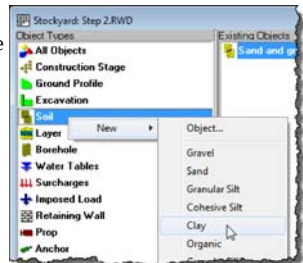 Stockyard: Step 2.RWD
Object Types
Existing Objects
All Objects
Sand and gr
Construction Stage
Ground Profile
Excavation
Soil
Layer
New
Object...
Borehole
Gravel
Water Tables
Sand
Surcharges
Granular Silt
Imposed Load
Cohesive Silt
Retaining Wall
Clay
Prop
Organic
Anchor